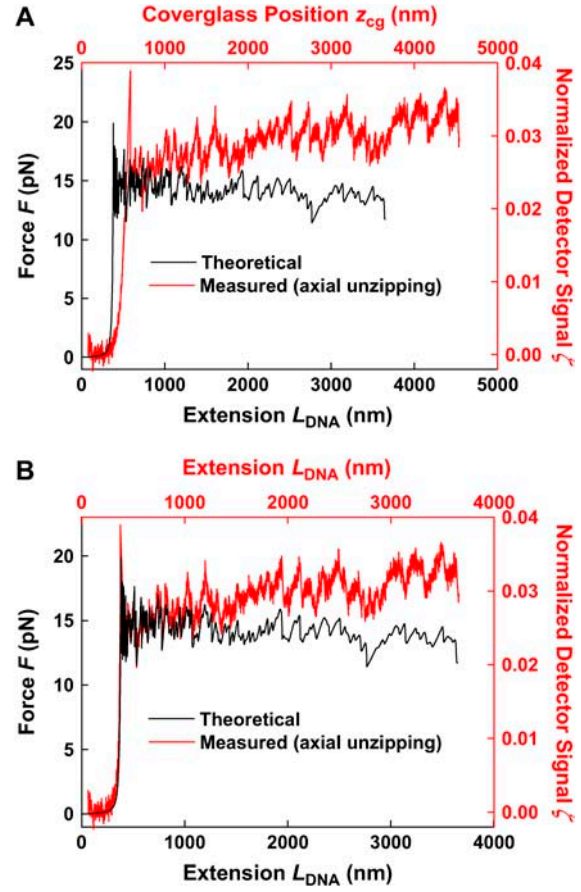 A
Coverglass Position z_cg (nm)
0 1000 2000 3000 4000 5000
25
20
15
10
5
0
Force F (pN)
0.04
0.03
0.02
0.01
0.00
Normalized Detector Signal ζ
Theoretical
Measured (axial unzipping)
0 1000 2000 3000 4000 5000
Extension L_DNA (nm)
B
Extension L_DNA (nm)
0 1000 2000 3000 4000
20
15
10
5
0
Force F (pN)
0.04
0.03
0.02
0.01
0.00
Normalized Detector Signal ζ
Theoretical
Measured (axial unzipping)
0 1000 2000 3000 4000
Extension L_DNA (nm)